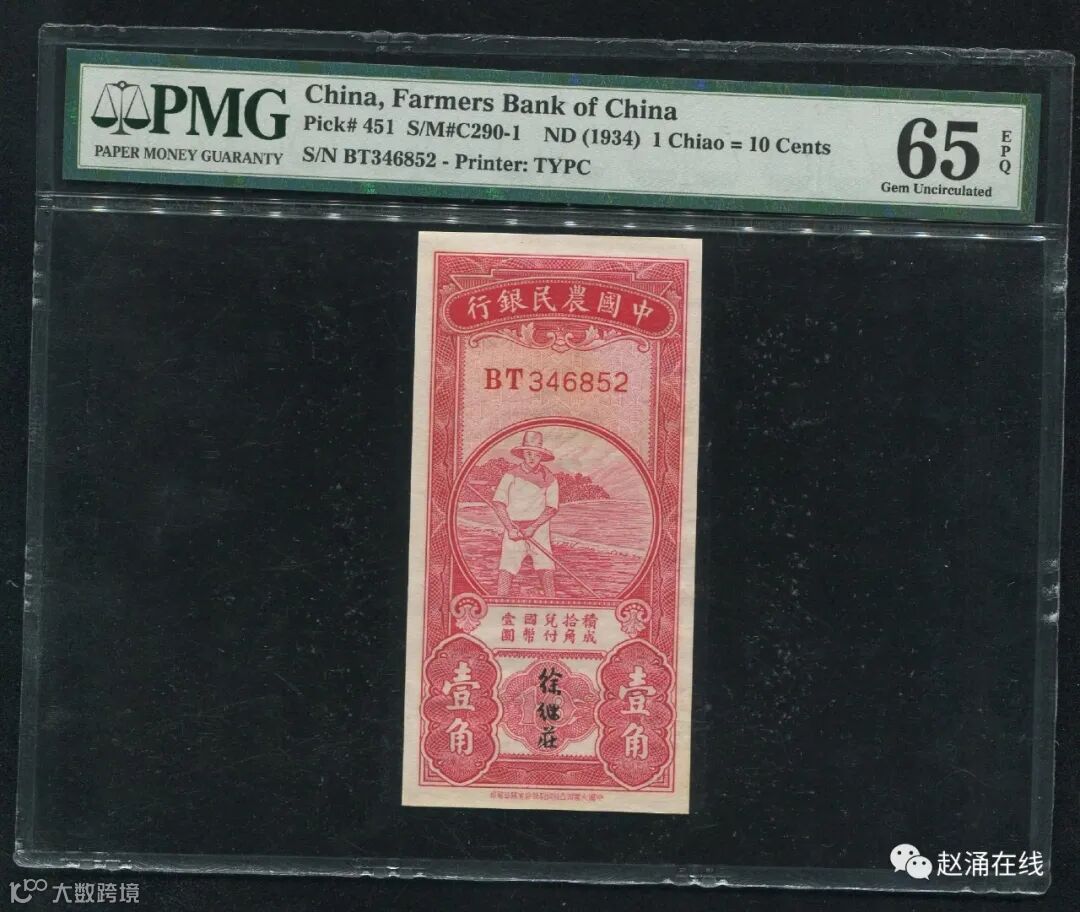 PMG
PAPER MONEY GUARANTY
China, Farmers Bank of China
Pick# 451 S/M#C290-1 ND (1934) 1 Chiao = 10 Cents
S/N BT346852 - Printer: TYPC
65
EPQ
Gem Uncirculated
行銀民農國中
BT346852
積成
拾角
兌付
國幣
壹圓
壹角
徐繼莊
壹角
赵涌在线
大数跨境